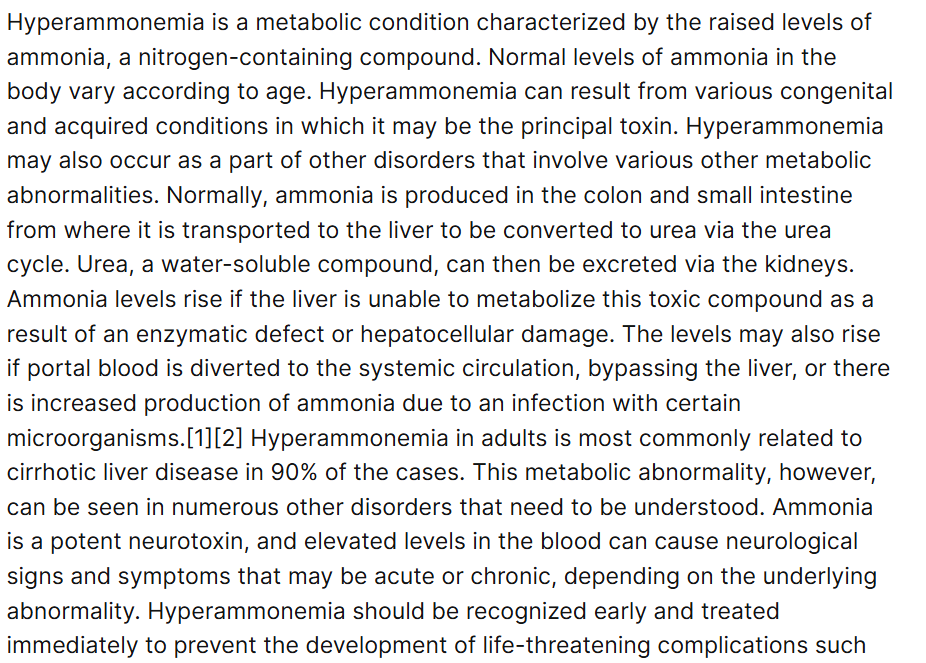 Hyperammonemia is a metabolic condition characterized by the raised levels of
ammonia, a nitrogen-containing compound. Normal levels of ammonia in the
body vary according to age. Hyperammonemia can result from various congenital
and acquired conditions in which it may be the principal toxin. Hyperammonemia
may also occur as a part of other disorders that involve various other metabolic
abnormalities. Normally, ammonia is produced in the colon and small intestine
from where it is transported to the liver to be converted to urea via the urea
cycle. Urea, a water-soluble compound, can then be excreted via the kidneys.
Ammonia levels rise if the liver is unable to metabolize this toxic compound as a
result of an enzymatic defect or hepatocellular damage. The levels may also rise
if portal blood is diverted to the systemic circulation, bypassing the liver, or there
is increased production of ammonia due to an infection with certain
microorganisms.[1][2] Hyperammonemia in adults is most commonly related to
cirrhotic liver disease in 90% of the cases. This metabolic abnormality, however,
can be seen in numerous other disorders that need to be understood. Ammonia
is a potent neurotoxin, and elevated levels in the blood can cause neurological
signs and symptoms that may be acute or chronic, depending on the underlying
abnormality. Hyperammonemia should be recognized early and treated
immediately to prevent the development of life-threatening complications such